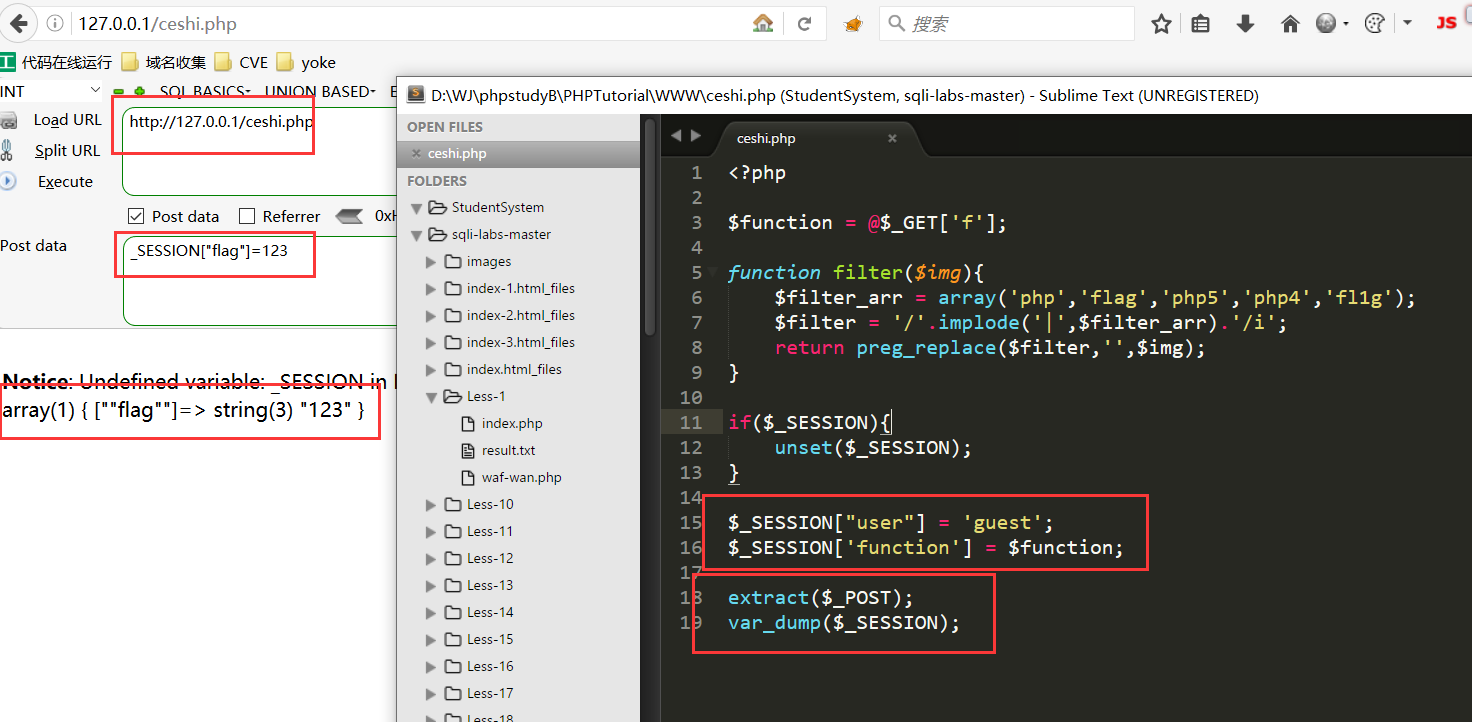 127.0.0.1/ceshi.php
搜索
JS
代码在线运行 域名收集 CVE yoke
INT
SQL BASICS UNION BASED
Load URL
http://127.0.0.1/ceshi.php
Split URL
Execute
Post data Referrer
Post data
_SESSION["flag"]=123
Notice: Undefined variable: _SESSION in
array(1) { [""flag""]=> string(3) "123" }
D:\WJ\phpstudyB\PHPTutorial\WWW\ceshi.php (StudentSystem, sqli-labs-master) - Sublime Text (UNREGISTERED)
OPEN FILES
ceshi.php
FOLDERS
StudentSystem
sqli-labs-master
images
index-1.html_files
index-2.html_files
index-3.html_files
index.html_files
Less-1
index.php
result.txt
waf-wan.php
Less-10
Less-11
Less-12
Less-13
Less-14
Less-15
Less-16
Less-17
Less-18
ceshi.php
1 <?php
2
3 $function = @$_GET['f'];
4
5 function filter($img){
6 $filter_arr = array('php','flag','php5','php4','fl1g');
7 $filter = '/'.implode('|',$filter_arr).'/i';
8 return preg_replace($filter,'',$img);
9 }
10
11 if($_SESSION){
12 unset($_SESSION);
13 }
14
15 $_SESSION["user"] = 'guest';
16 $_SESSION['function'] = $function;
17
18 extract($_POST);
19 var_dump($_SESSION);